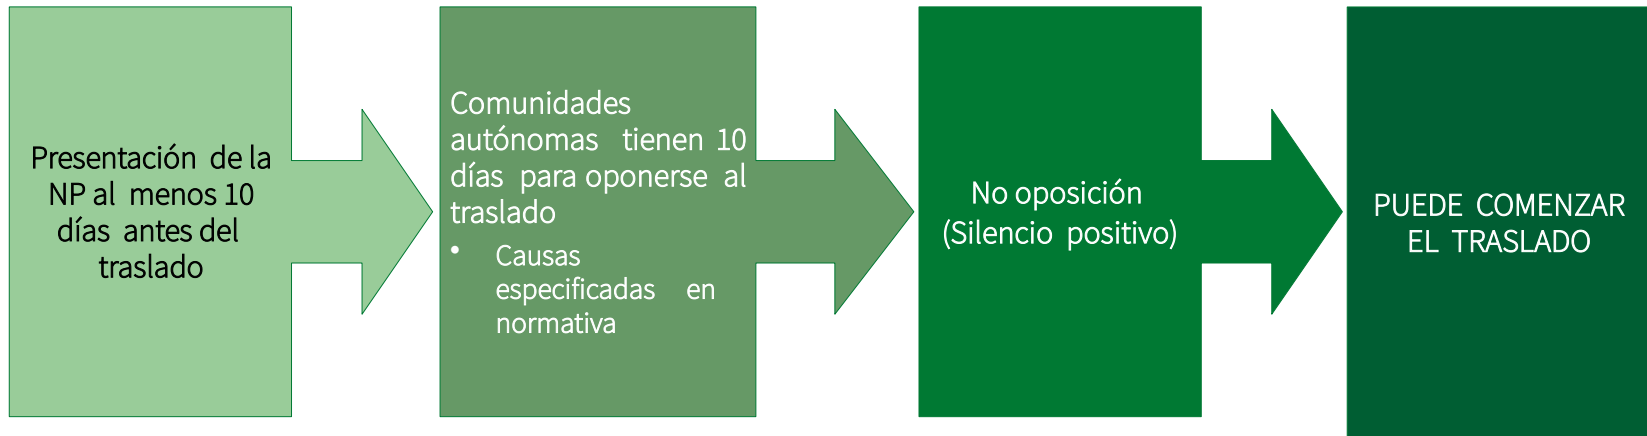 Presentación de la
NP al menos 10
días antes del
traslado
Comunidades
autónomas tienen 10
días para oponerse al
traslado
• Causas
especificadas en
normativa
No oposición
(Silencio positivo)
PUEDE COMENZAR
EL TRASLADO